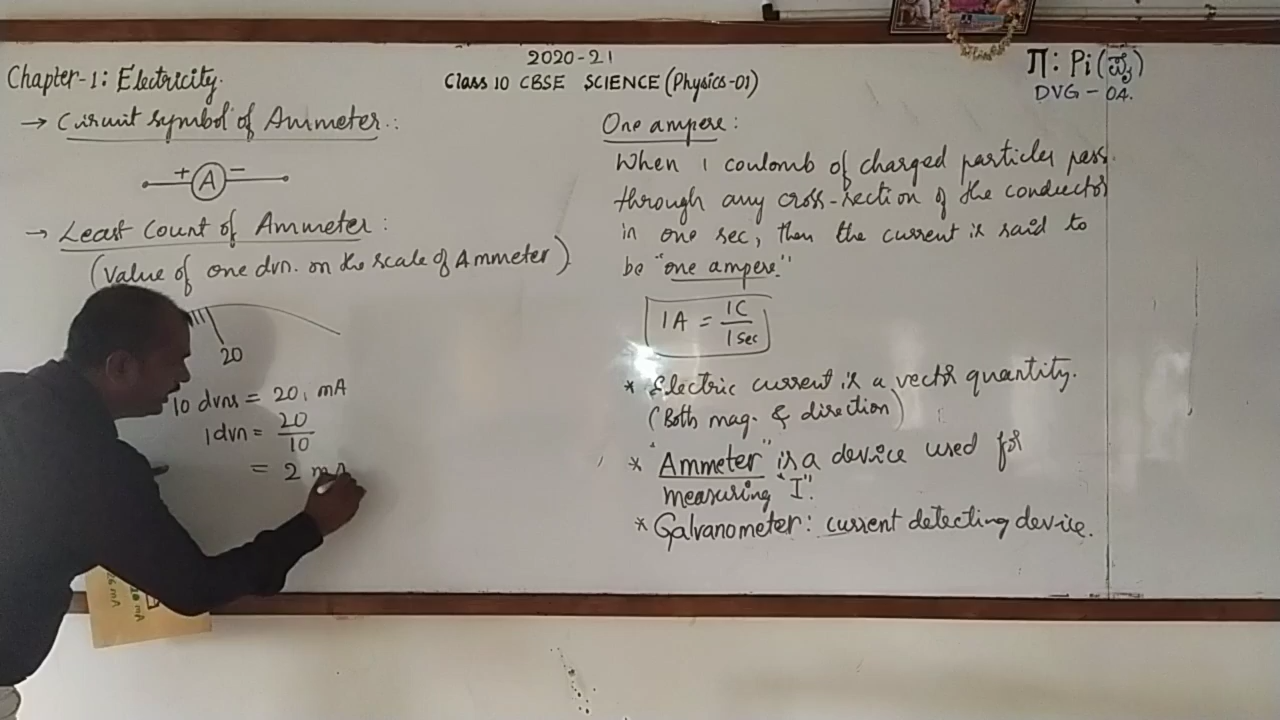 2020-21
Class 10 CBSE SCIENCE (Physics-01)
Π: Pi (ಪೈ)
DVG - 04.
Chapter-1: Electricity.
→ Circuit symbol of Ammeter:
+ A −
→ Least Count of Ammeter:
(Value of one dvn. on the scale of Ammeter)
20
10 dvns = 20, mA
1 dvn = 20/10
= 2 mA
One ampere:
When 1 coulomb of charged particles pass
through any cross-section of the conductor
in one sec, then the current is said to
be "one ampere."
1A = 1C/1sec
* Electric current is a vector quantity.
(Both mag. & direction)
* "Ammeter" is a device used for
measuring "I".
* Galvanometer: current detecting device.